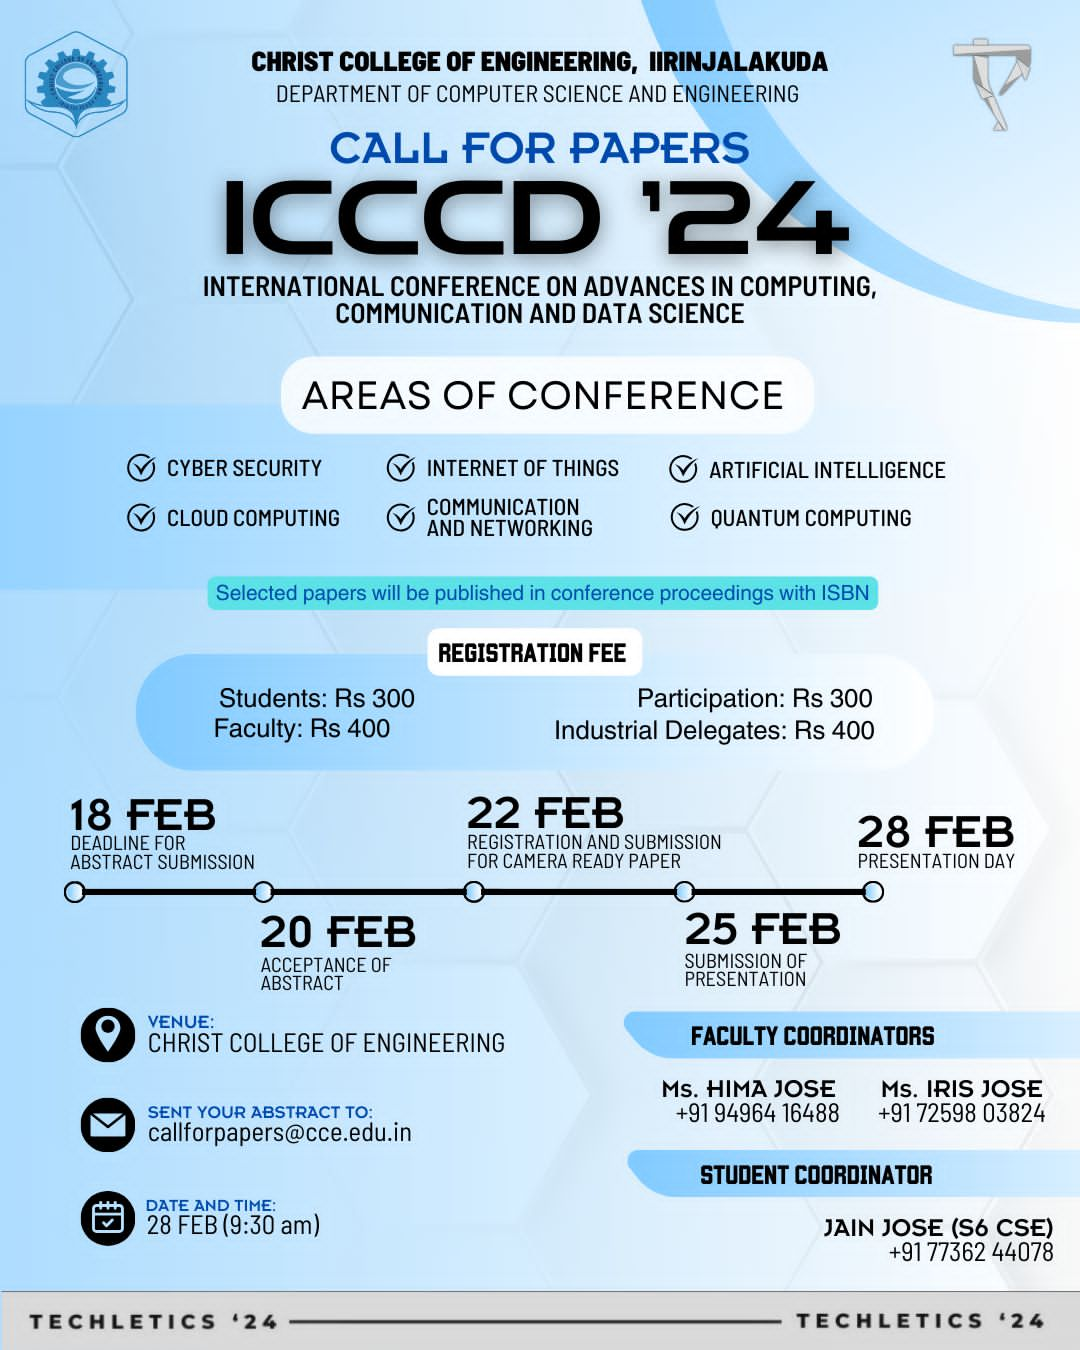 CHRIST COLLEGE OF ENGINEERING, IIRINJALAKUDA
DEPARTMENT OF COMPUTER SCIENCE AND ENGINEERING
CALL FOR PAPERS
ICCCD '24
INTERNATIONAL CONFERENCE ON ADVANCES IN COMPUTING,
COMMUNICATION AND DATA SCIENCE
AREAS OF CONFERENCE
CYBER SECURITY
INTERNET OF THINGS
ARTIFICIAL INTELLIGENCE
CLOUD COMPUTING
COMMUNICATION
AND NETWORKING
QUANTUM COMPUTING
Selected papers will be published in conference proceedings with ISBN
REGISTRATION FEE
Students: Rs 300
Faculty: Rs 400
Participation: Rs 300
Industrial Delegates: Rs 400
18 FEB
DEADLINE FOR
ABSTRACT SUBMISSION
20 FEB
ACCEPTANCE OF
ABSTRACT
22 FEB
REGISTRATION AND SUBMISSION
FOR CAMERA READY PAPER
25 FEB
SUBMISSION OF
PRESENTATION
28 FEB
PRESENTATION DAY
VENUE:
CHRIST COLLEGE OF ENGINEERING
SENT YOUR ABSTRACT TO:
callforpapers@cce.edu.in
DATE AND TIME:
28 FEB (9:30 am)
FACULTY COORDINATORS
Ms. HIMA JOSE
+91 94964 16488
Ms. IRIS JOSE
+91 72598 03824
STUDENT COORDINATOR
JAIN JOSE (S6 CSE)
+91 77362 44078
TECHLETICS '24
TECHLETICS '24